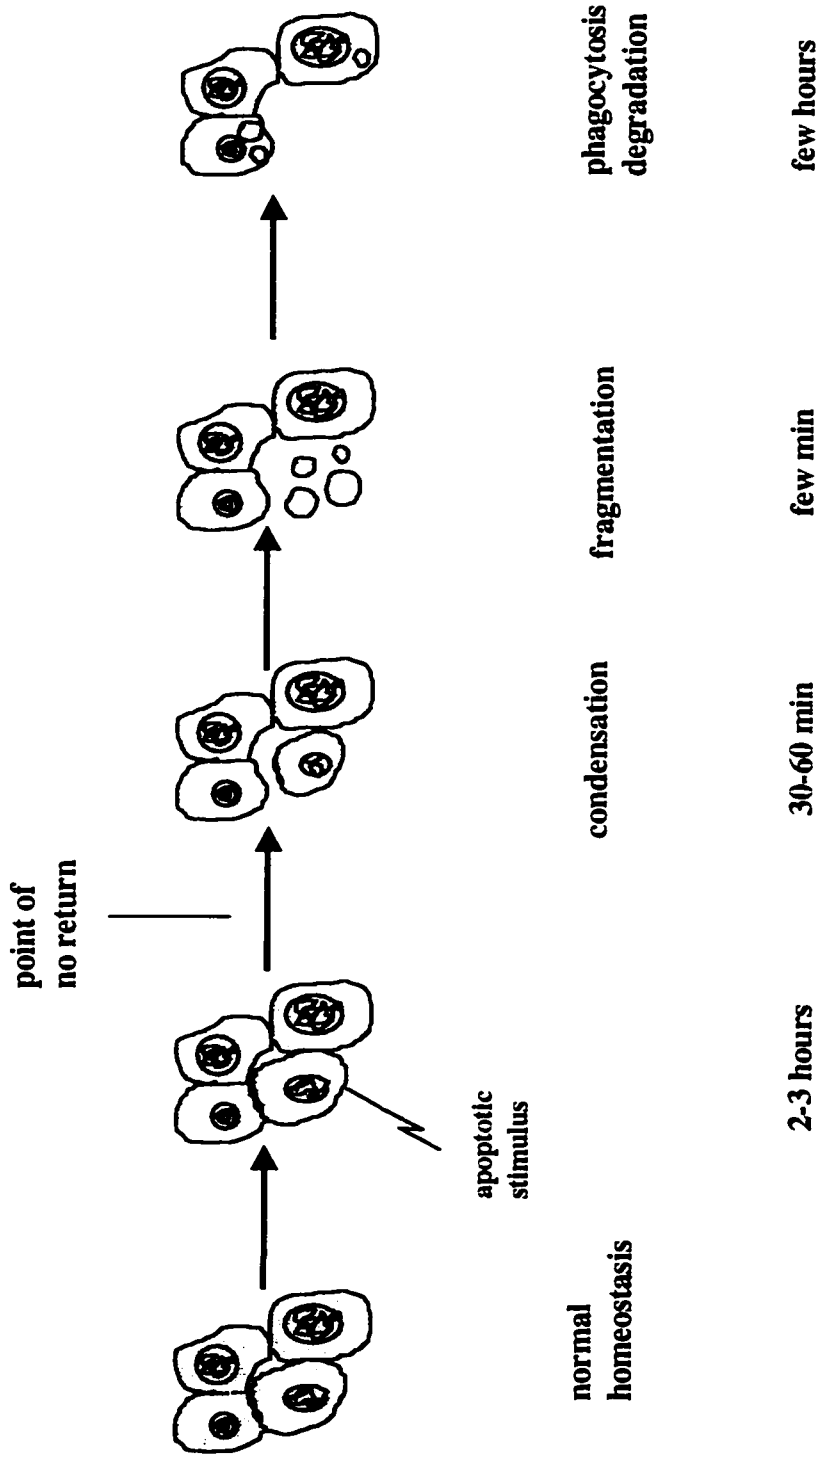 point of
no return
apoptotic
stimulus
normal
homeostasis
condensation
fragmentation
phagocytosis
degradation
2-3 hours
30-60 min
few min
few hours